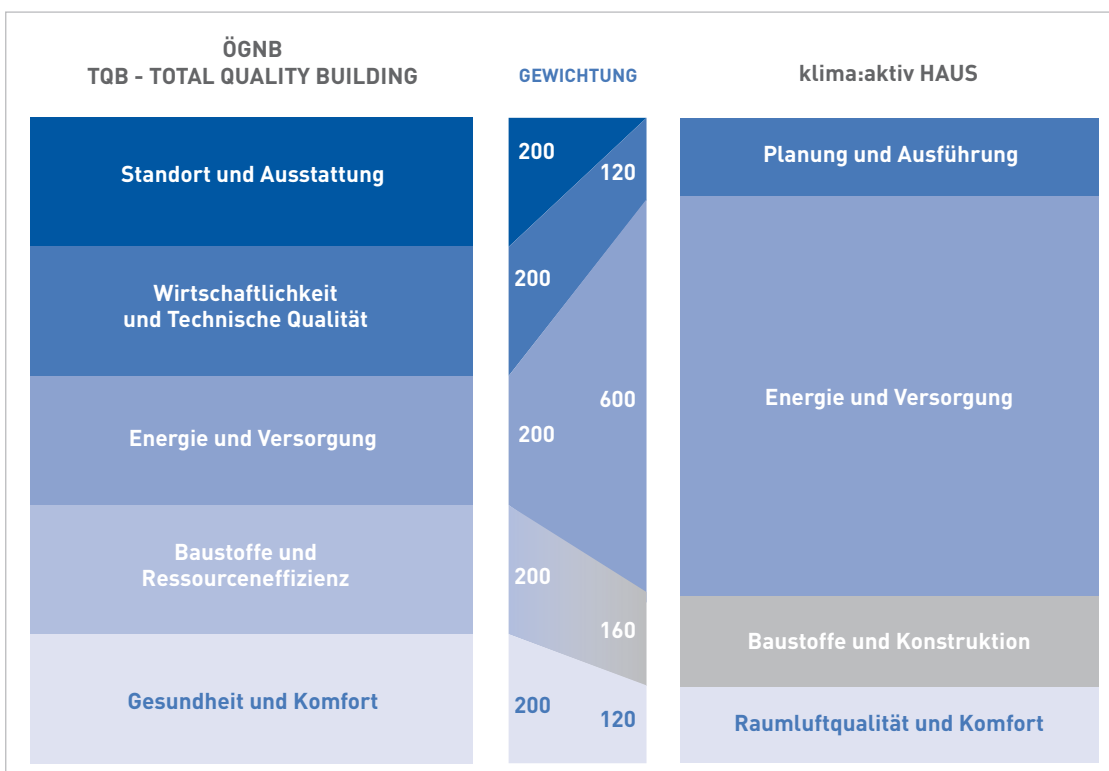 ÖGNB
TQB - TOTAL QUALITY BUILDING
GEWICHTUNG
klima:aktiv HAUS
Standort und Ausstattung
200
120
Planung und Ausführung
Wirtschaftlichkeit
und Technische Qualität
200
Energie und Versorgung
200
600
Energie und Versorgung
Baustoffe und
Ressourceneffizienz
200
160
Baustoffe und Konstruktion
Gesundheit und Komfort
200
120
Raumluftqualität und Komfort